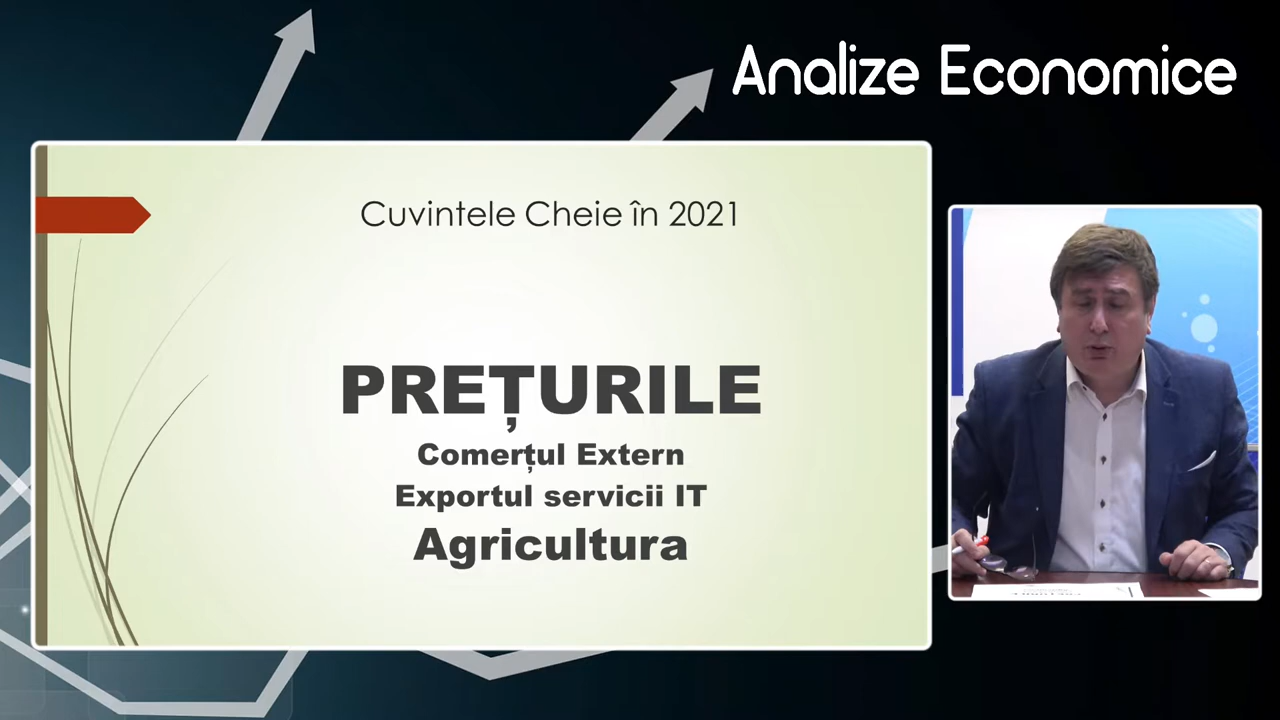 Analize Economice
Cuvintele Cheie în 2021
PREȚURILE
Comerțul Extern
Exportul servicii IT
Agricultura